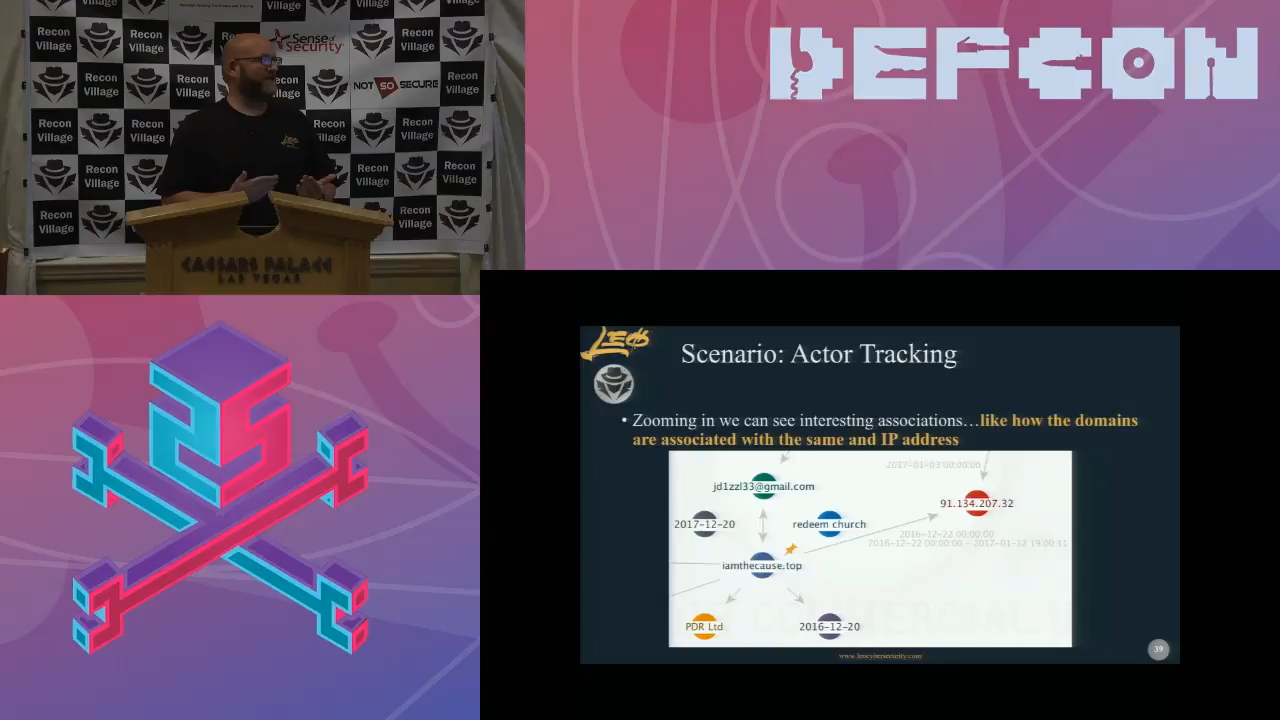 Recon Village
Recon Village
Recon Village
Sense of Security
Recon Village
Recon Village
Recon Village
NOT SO SECURE
Recon Village
Recon Village
Recon Village
Recon Village
Recon Village
Recon Village
Recon Village
Recon Village
CAESARS PALACE
LAS VEGAS
DEFCON
LEO
Scenario: Actor Tracking
• Zooming in we can see interesting associations…like how the domains
are associated with the same and IP address
2017-01-03 00:00:00
jd1zzl33@gmail.com
91.134.207.32
2017-12-20
redeem church
2016-12-22 00:00:00
2016-12-22 00:00:00 - 2017-01-12 19:00:51
iamthecause.top
PDR Ltd
2016-12-20
www.leocybersecurity.com
39